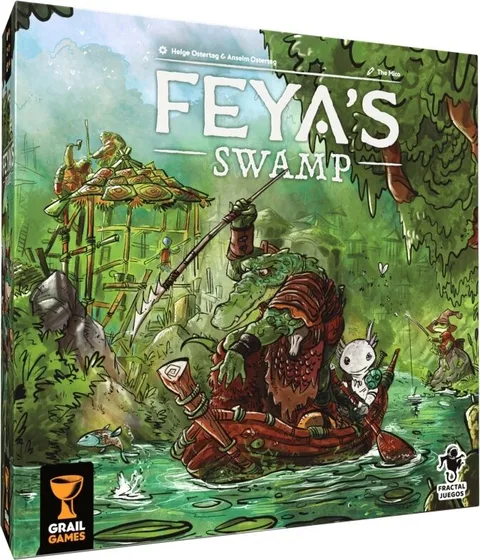 Helge Ostertag & Anselm Ostertag
The Mico
FEYA'S
SWAMP
GRAIL
GAMES
FRACTAL
JUEGOS